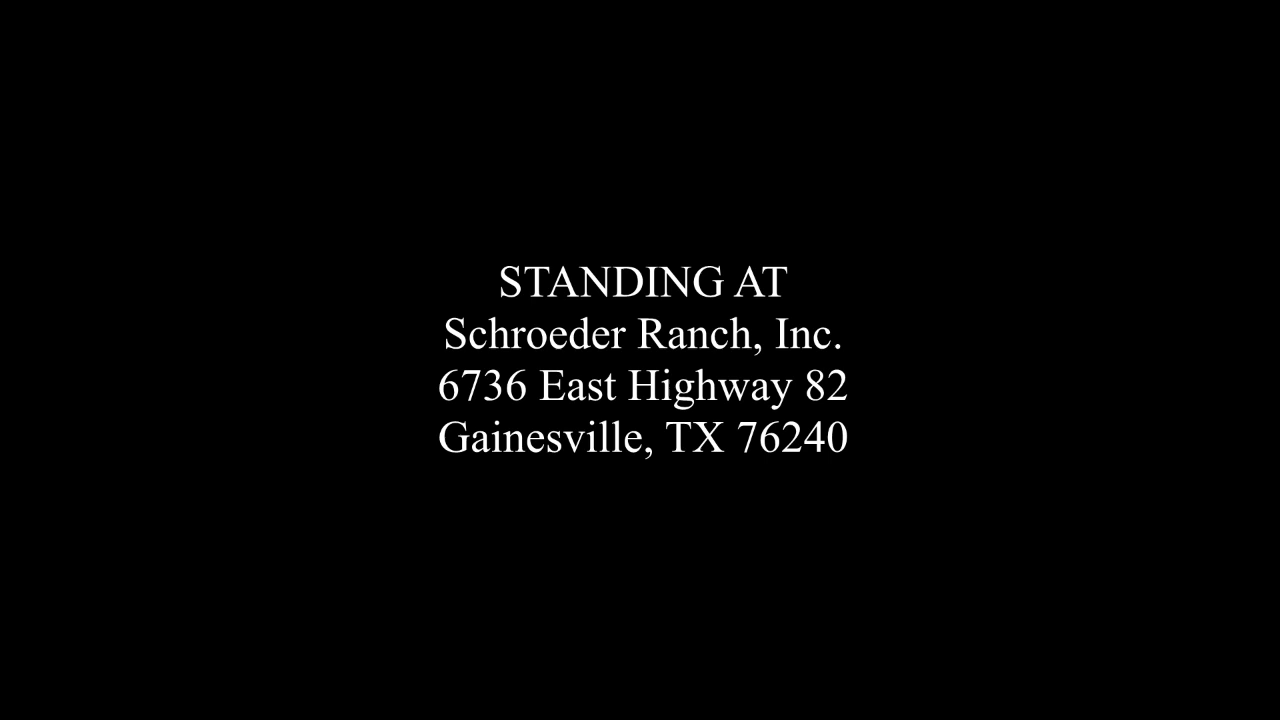 STANDING AT
Schroeder Ranch, Inc.
6736 East Highway 82
Gainesville, TX 76240